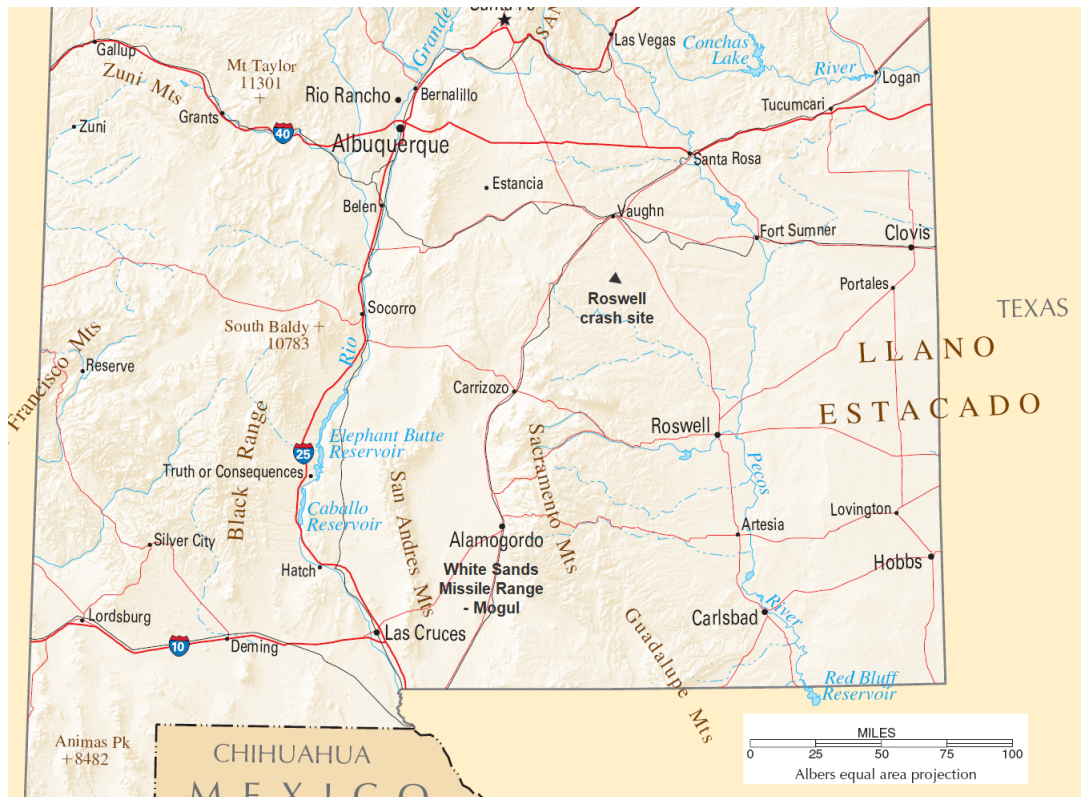 Santa Fe
SAN
Grande
Gallup
Las Vegas
Conchas
Lake
River
Logan
Zuni Mts
Mt Taylor
11301
+
Rio Rancho
Bernalillo
Tucumcari
Grants
Zuni
40
Albuquerque
Santa Rosa
Estancia
Belen
Vaughn
Fort Sumner
Clovis
Roswell
crash site
Portales
TEXAS
Socorro
South Baldy +
10783
Rio
Reserve
Francisco Mts
LLANO
ESTACADO
Carrizozo
Roswell
Black Range
Elephant Butte
Reservoir
25
Truth or Consequences
Caballo
Reservoir
San Andres Mts
Sacramento Mts
Pecos
Lovington
Artesia
Silver City
Alamogordo
Hobbs
Hatch
White Sands
Missile Range
- Mogul
Lordsburg
Las Cruces
Carlsbad
River
10
Deming
Guadalupe Mts
Red Bluff
Reservoir
Animas Pk
+8482
CHIHUAHUA
MEXICO
MILES
0 25 50 75 100
Albers equal area projection